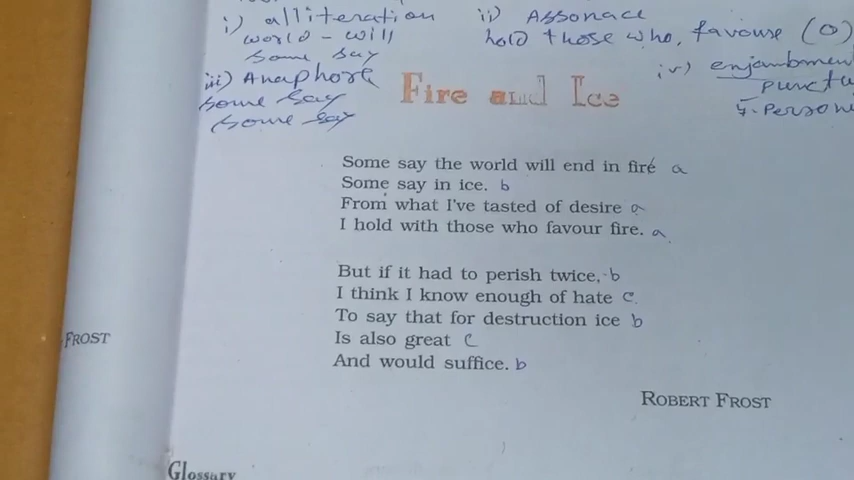 i) alliteration
world - will
some say
ii) Assonace
hold those who, favouse (o)
iii) Anaphora
some say
some say
iv) enjambmen
punctu
5. Person
Fire and Ice
Some say the world will end in fire a
Some say in ice. b
From what I've tasted of desire a
I hold with those who favour fire. a
But if it had to perish twice, b
I think I know enough of hate c
To say that for destruction ice b
Is also great c
And would suffice. b
FROST
ROBERT FROST
Glossary